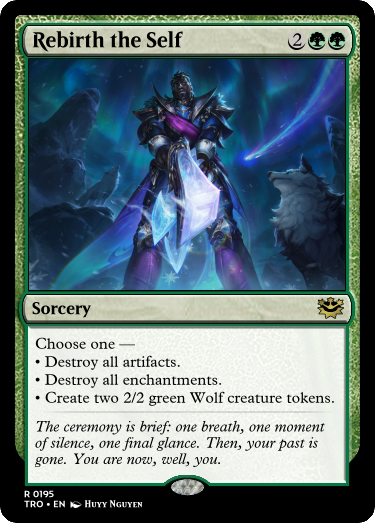 Rebirth the Self 2
Sorcery
Choose one —
• Destroy all artifacts.
• Destroy all enchantments.
• Create two 2/2 green Wolf creature tokens.
The ceremony is brief: one breath, one moment
of silence, one final glance. Then, your past is
gone. You are now, well, you.
R 0195
TRO • EN Huyy Nguyen